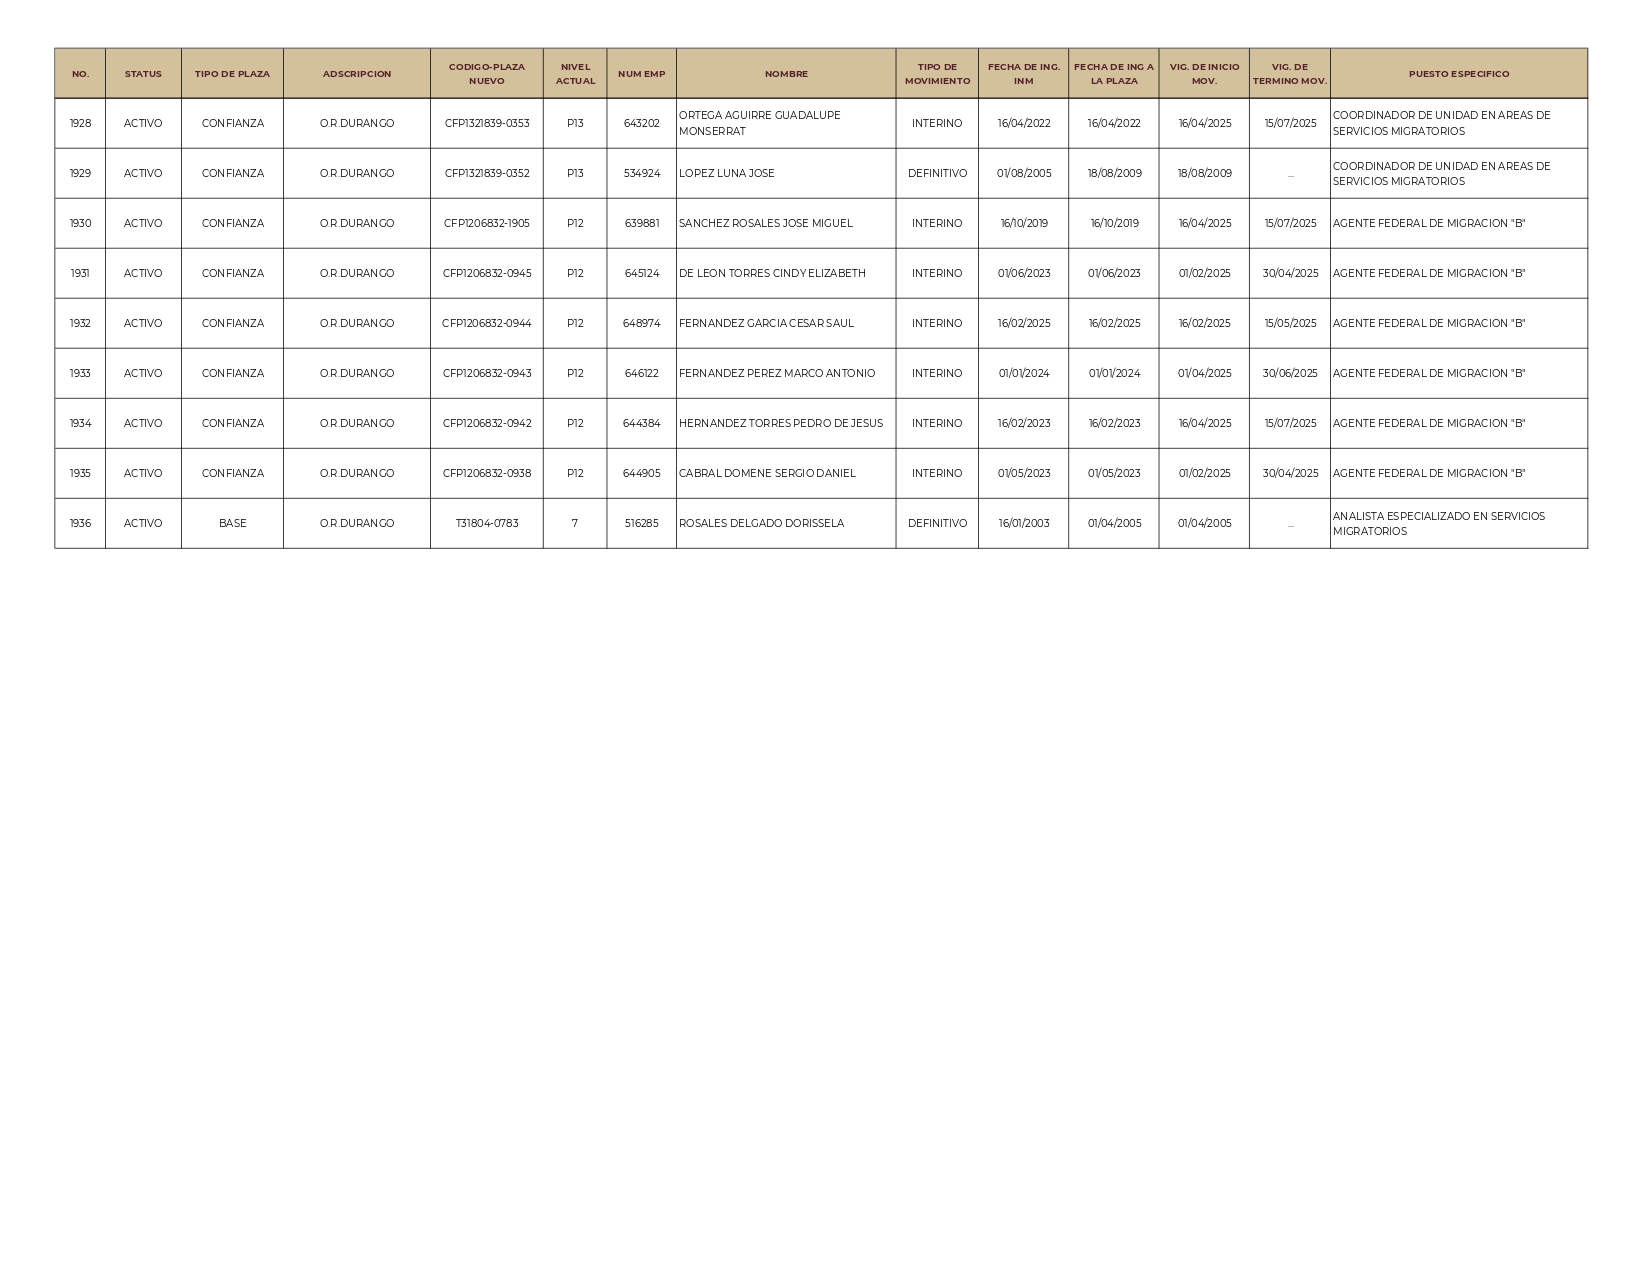 NO. STATUS TIPO DE PLAZA ADSCRIPCION CODIGO-PLAZA NUEVO NIVEL ACTUAL NUM EMP NOMBRE TIPO DE MOVIMIENTO FECHA DE ING. INM FECHA DE ING A LA PLAZA VIG. DE INICIO MOV. VIG. DE TERMINO MOV. PUESTO ESPECIFICO
1928 ACTIVO CONFIANZA O.R.DURANGO CFP1321839-0353 P13 643202 ORTEGA AGUIRRE GUADALUPE MONSERRAT INTERINO 16/04/2022 16/04/2022 16/04/2025 15/07/2025 COORDINADOR DE UNIDAD EN AREAS DE SERVICIOS MIGRATORIOS
1929 ACTIVO CONFIANZA O.R.DURANGO CFP1321839-0352 P13 534924 LOPEZ LUNA JOSE DEFINITIVO 01/08/2005 18/08/2009 18/08/2009 ... COORDINADOR DE UNIDAD EN AREAS DE SERVICIOS MIGRATORIOS
1930 ACTIVO CONFIANZA O.R.DURANGO CFP1206832-1905 P12 639881 SANCHEZ ROSALES JOSE MIGUEL INTERINO 16/10/2019 16/10/2019 16/04/2025 15/07/2025 AGENTE FEDERAL DE MIGRACION "B"
1931 ACTIVO CONFIANZA O.R.DURANGO CFP1206832-0945 P12 645124 DE LEON TORRES CINDY ELIZABETH INTERINO 01/06/2023 01/06/2023 01/02/2025 30/04/2025 AGENTE FEDERAL DE MIGRACION "B"
1932 ACTIVO CONFIANZA O.R.DURANGO CFP1206832-0944 P12 648974 FERNANDEZ GARCIA CESAR SAUL INTERINO 16/02/2025 16/02/2025 16/02/2025 15/05/2025 AGENTE FEDERAL DE MIGRACION "B"
1933 ACTIVO CONFIANZA O.R.DURANGO CFP1206832-0943 P12 646122 FERNANDEZ PEREZ MARCO ANTONIO INTERINO 01/01/2024 01/01/2024 01/04/2025 30/06/2025 AGENTE FEDERAL DE MIGRACION "B"
1934 ACTIVO CONFIANZA O.R.DURANGO CFP1206832-0942 P12 644384 HERNANDEZ TORRES PEDRO DE JESUS INTERINO 16/02/2023 16/02/2023 16/04/2025 15/07/2025 AGENTE FEDERAL DE MIGRACION "B"
1935 ACTIVO CONFIANZA O.R.DURANGO CFP1206832-0938 P12 644905 CABRAL DOMENE SERGIO DANIEL INTERINO 01/05/2023 01/05/2023 01/02/2025 30/04/2025 AGENTE FEDERAL DE MIGRACION "B"
1936 ACTIVO BASE O.R.DURANGO T31804-0783 7 516285 ROSALES DELGADO DORISSELA DEFINITIVO 16/01/2003 01/04/2005 01/04/2005 ... ANALISTA ESPECIALIZADO EN SERVICIOS MIGRATORIOS